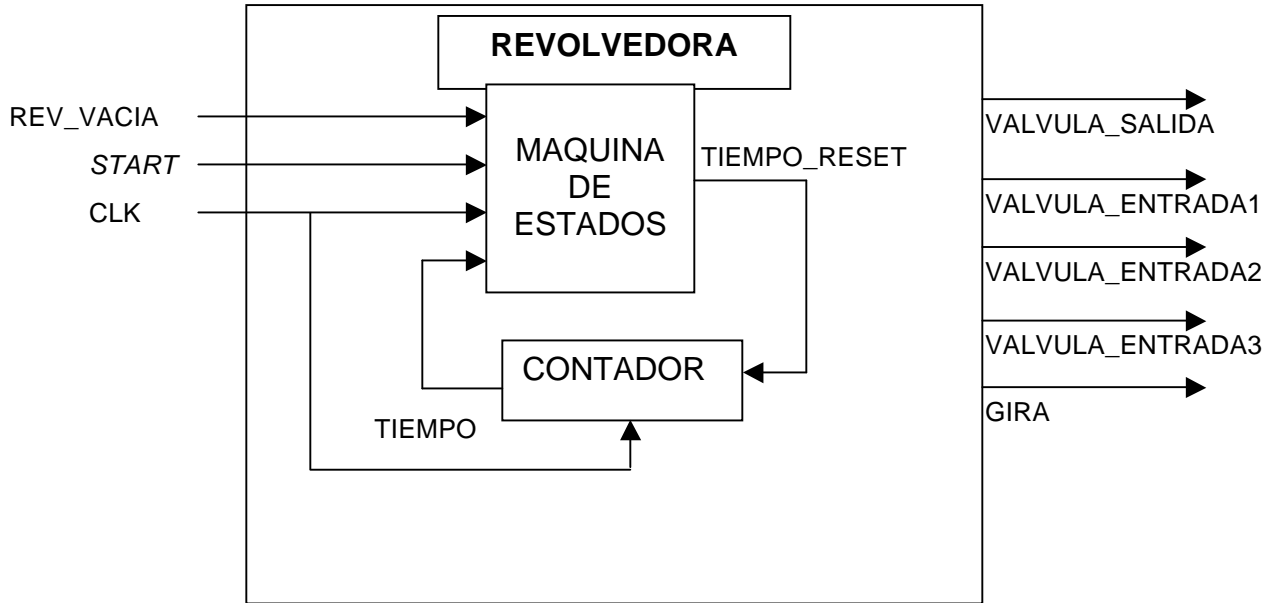 REVOLVEDORA
REV_VACIA
START
CLK
MAQUINA
DE
ESTADOS
TIEMPO_RESET
CONTADOR
TIEMPO
VALVULA_SALIDA
VALVULA_ENTRADA1
VALVULA_ENTRADA2
VALVULA_ENTRADA3
GIRA